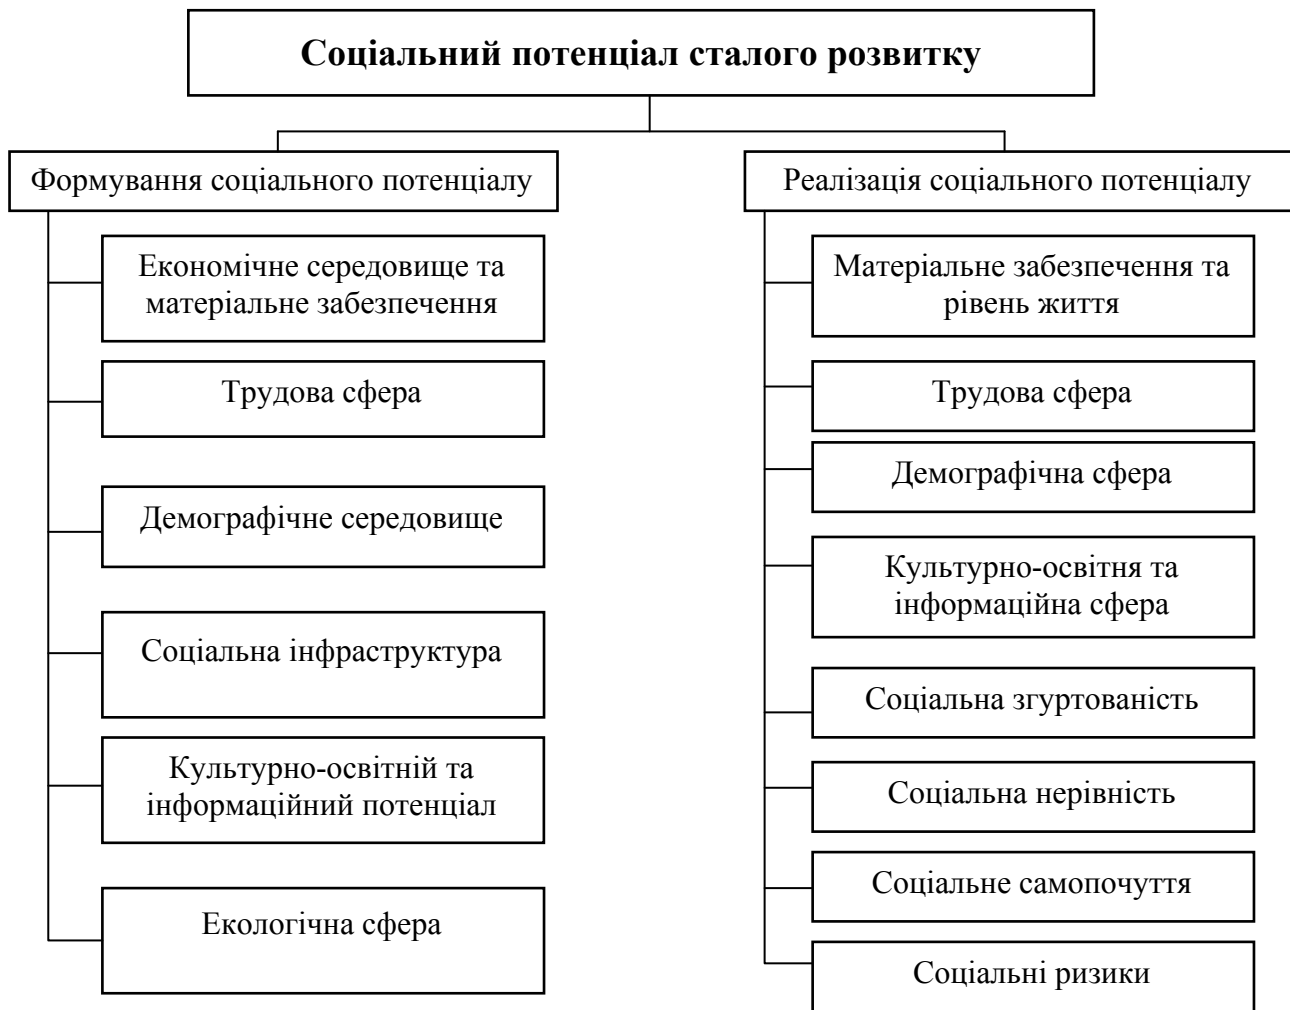 Соціальний потенціал сталого розвитку
Формування соціального потенціалу
Економічне середовище та
матеріальне забезпечення
Трудова сфера
Демографічне середовище
Соціальна інфраструктура
Культурно-освітній та
інформаційний потенціал
Екологічна сфера
Реалізація соціального потенціалу
Матеріальне забезпечення та
рівень життя
Трудова сфера
Демографічна сфера
Культурно-освітня та
інформаційна сфера
Соціальна згуртованість
Соціальна нерівність
Соціальне самопочуття
Соціальні ризики